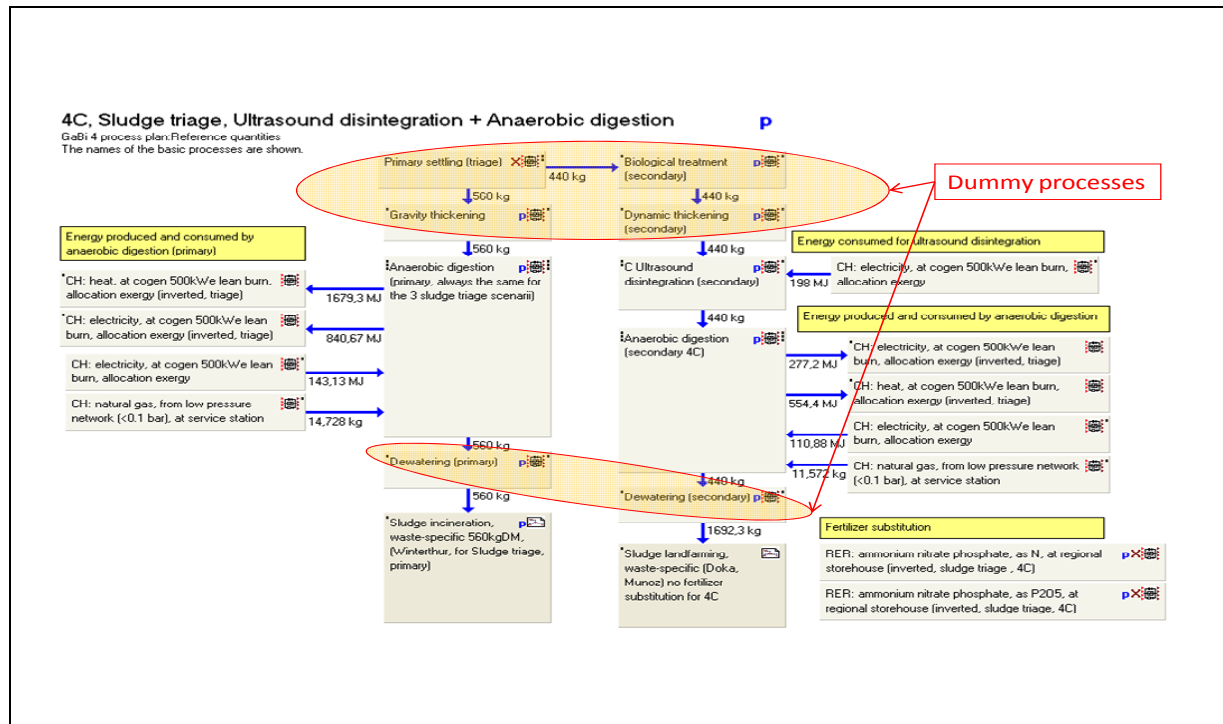 4C, Sludge triage, Ultrasound disintegration + Anaerobic digestion p
GaBi 4 process plan:Reference quantities
The names of the basic processes are shown.
Primary settling (triage)
440 kg
Biological treatment
(secondary)
560 kg
440 kg
Dummy processes
Gravity thickening
Dynamic thickening
(secondary)
560 kg
440 kg
Energy produced and consumed by
anaerobic digestion (primary)
CH: heat, at cogen 500kWe lean burn,
allocation exergy (inverted, triage)
1679,3 MJ
CH: electricity, at cogen 500kWe lean
burn, allocation exergy (inverted, triage)
840,67 MJ
CH: electricity, at cogen 500kWe lean
burn, allocation exergy
143,13 MJ
CH: natural gas, from low pressure
network (<0.1 bar), at service station
14,728 kg
Anaerobic digestion
(primary, always the same for
the 3 sludge triage scenarii)
560 kg
Dewatering (primary)
560 kg
Sludge incineration,
waste-specific 560kgDM,
(Winterthur, for Sludge triage,
primary)
C Ultrasound
disintegration (secondary)
440 kg
Anaerobic digestion
(secondary 4C)
440 kg
Dewatering (secondary)
1692,3 kg
Sludge landfarming,
waste-specific (Doka,
Munoz) no fertilizer
substitution for 4C
Energy consumed for ultrasound disintegration
CH: electricity, at cogen 500kWe lean burn,
allocation exergy
198 MJ
Energy produced and consumed by anaerobic digestion
CH: electricity, at cogen 500kWe lean
burn, allocation exergy (inverted, triage)
277,2 MJ
CH: heat, at cogen 500kWe lean burn,
allocation exergy (inverted, triage)
554,4 MJ
CH: electricity, at cogen 500kWe lean
burn, allocation exergy
110,88 MJ
CH: natural gas, from low pressure network
(<0.1 bar), at service station
11,572 kg
Fertilizer substitution
RER: ammonium nitrate phosphate, as N, at regional
storehouse (inverted, sludge triage , 4C)
RER: ammonium nitrate phosphate, as P2O5, at
regional storehouse (inverted, sludge triage, 4C)